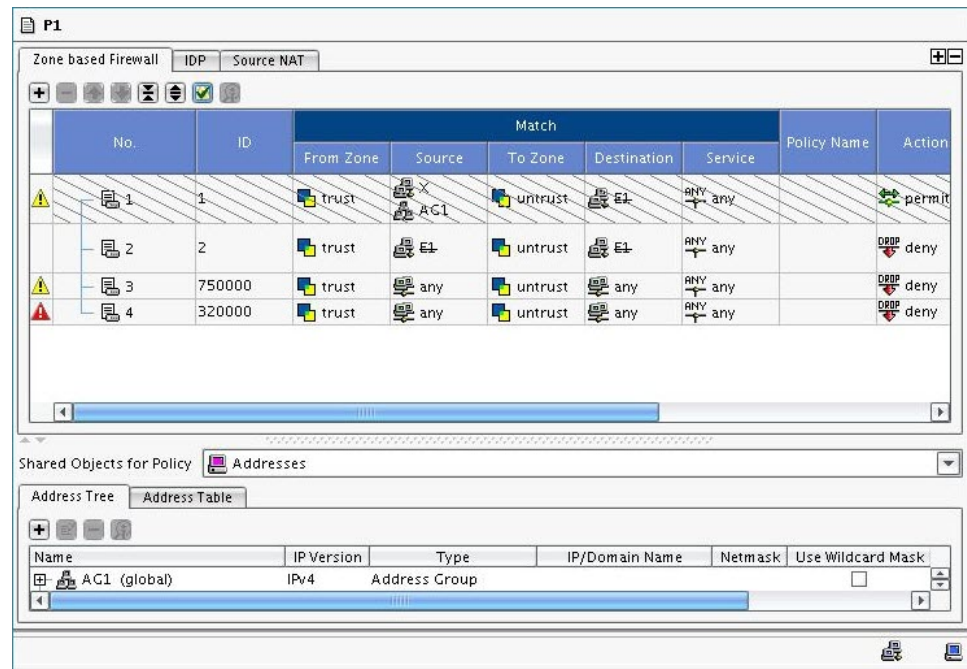 P1
Zone based Firewall IDP Source NAT
Match
No. ID Policy Name Action
From Zone Source To Zone Destination Service
1 1 trust X untrust E1 ANY any permit
AG1
2 2 trust E1 untrust E1 ANY any DROP deny
3 750000 trust any untrust any ANY any DROP deny
4 320000 trust any untrust any ANY any DROP deny
Shared Objects for Policy Addresses
Address Tree Address Table
Name IP Version Type IP/Domain Name Netmask Use Wildcard Mask
AG1 (global) IPv4 Address Group